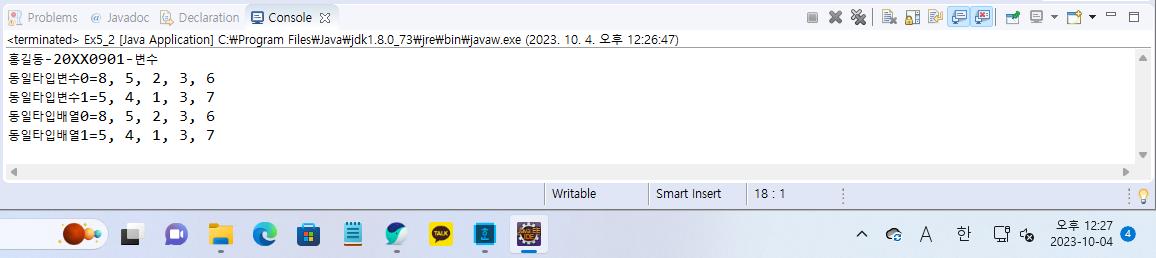 Problems @ Javadoc Declaration Console
<terminated> Ex5_2 [Java Application] C:₩Program Files₩Java₩jdk1.8.0_73₩jre₩bin₩javaw.exe (2023. 10. 4. 오후 12:26:47)
홍길동-20XX0901-변수
동일타입변수0=8, 5, 2, 3, 6
동일타입변수1=5, 4, 1, 3, 7
동일타입배열0=8, 5, 2, 3, 6
동일타입배열1=5, 4, 1, 3, 7
Writable Smart Insert 18 : 1
TALK Java EE IDE A 한 오후 12:27
2023-10-04 4